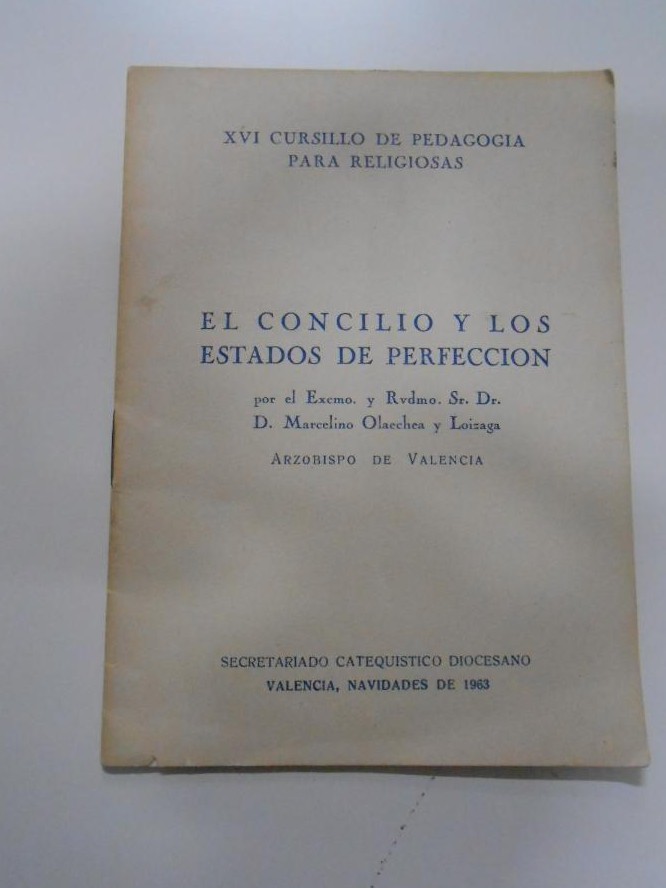 XVI CURSILLO DE PEDAGOGIA
PARA RELIGIOSAS
EL CONCILIO Y LOS
ESTADOS DE PERFECCION
por el Excmo. y Rvdmo. Sr. Dr.
D. Marcelino Olaechea y Loizaga
ARZOBISPO DE VALENCIA
SECRETARIADO CATEQUISTICO DIOCESANO
VALENCIA, NAVIDADES DE 1963